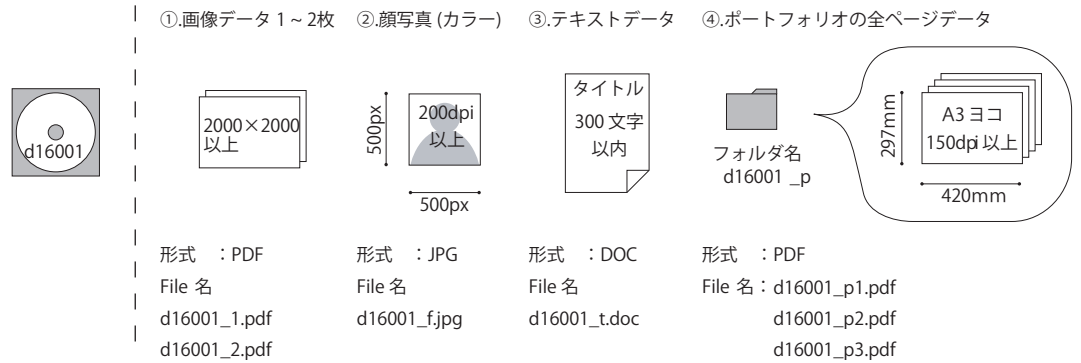 ①.画像データ 1 ~ 2枚
②.顔写真 (カラー)
③.テキストデータ
④.ポートフォリオの全ページデータ
d16001
2000×2000
以上
500px
200dpi
以上
500px
タイトル
300 文字
以内
フォルダ名
d16001 _p
297mm
A3 ヨコ
150dpi 以上
420mm
形式 ：PDF
File 名
d16001_1.pdf
d16001_2.pdf
形式 ：JPG
File 名
d16001_f.jpg
形式 ：DOC
File 名
d16001_t.doc
形式 ：PDF
File 名：d16001_p1.pdf
d16001_p2.pdf
d16001_p3.pdf